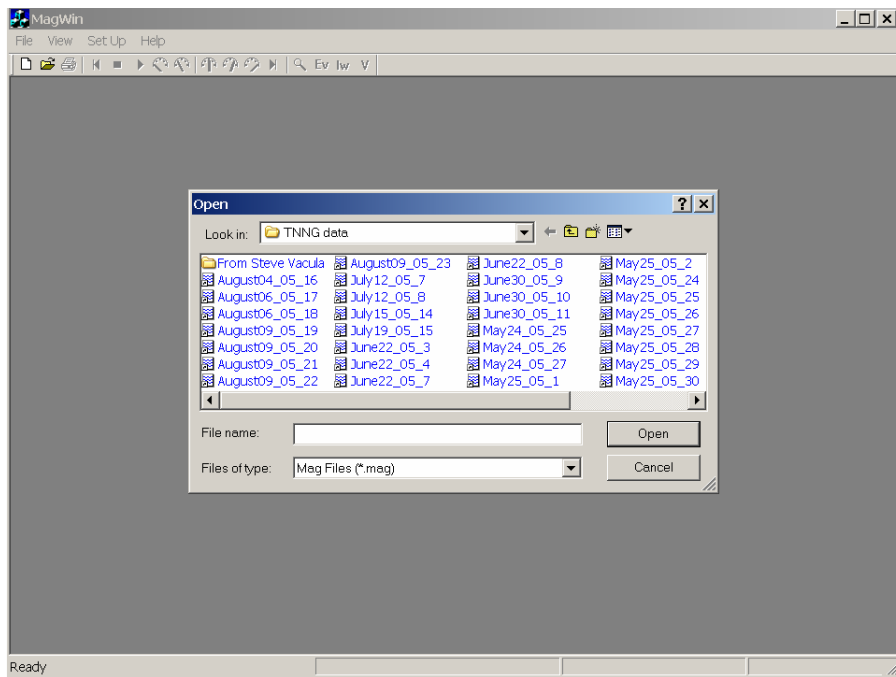 MagWin
File View Set Up Help
Ev Iw V
Open
Look in: TNNG data
From Steve Vacula August09_05_23 June22_05_8 May25_05_2
August04_05_16 July12_05_7 June30_05_9 May25_05_24
August06_05_17 July12_05_8 June30_05_10 May25_05_25
August06_05_18 July15_05_14 June30_05_11 May25_05_26
August09_05_19 July19_05_15 May24_05_25 May25_05_27
August09_05_20 June22_05_3 May24_05_26 May25_05_28
August09_05_21 June22_05_4 May24_05_27 May25_05_29
August09_05_22 June22_05_7 May25_05_1 May25_05_30
File name: Open
Files of type: Mag Files (*.mag) Cancel
Ready